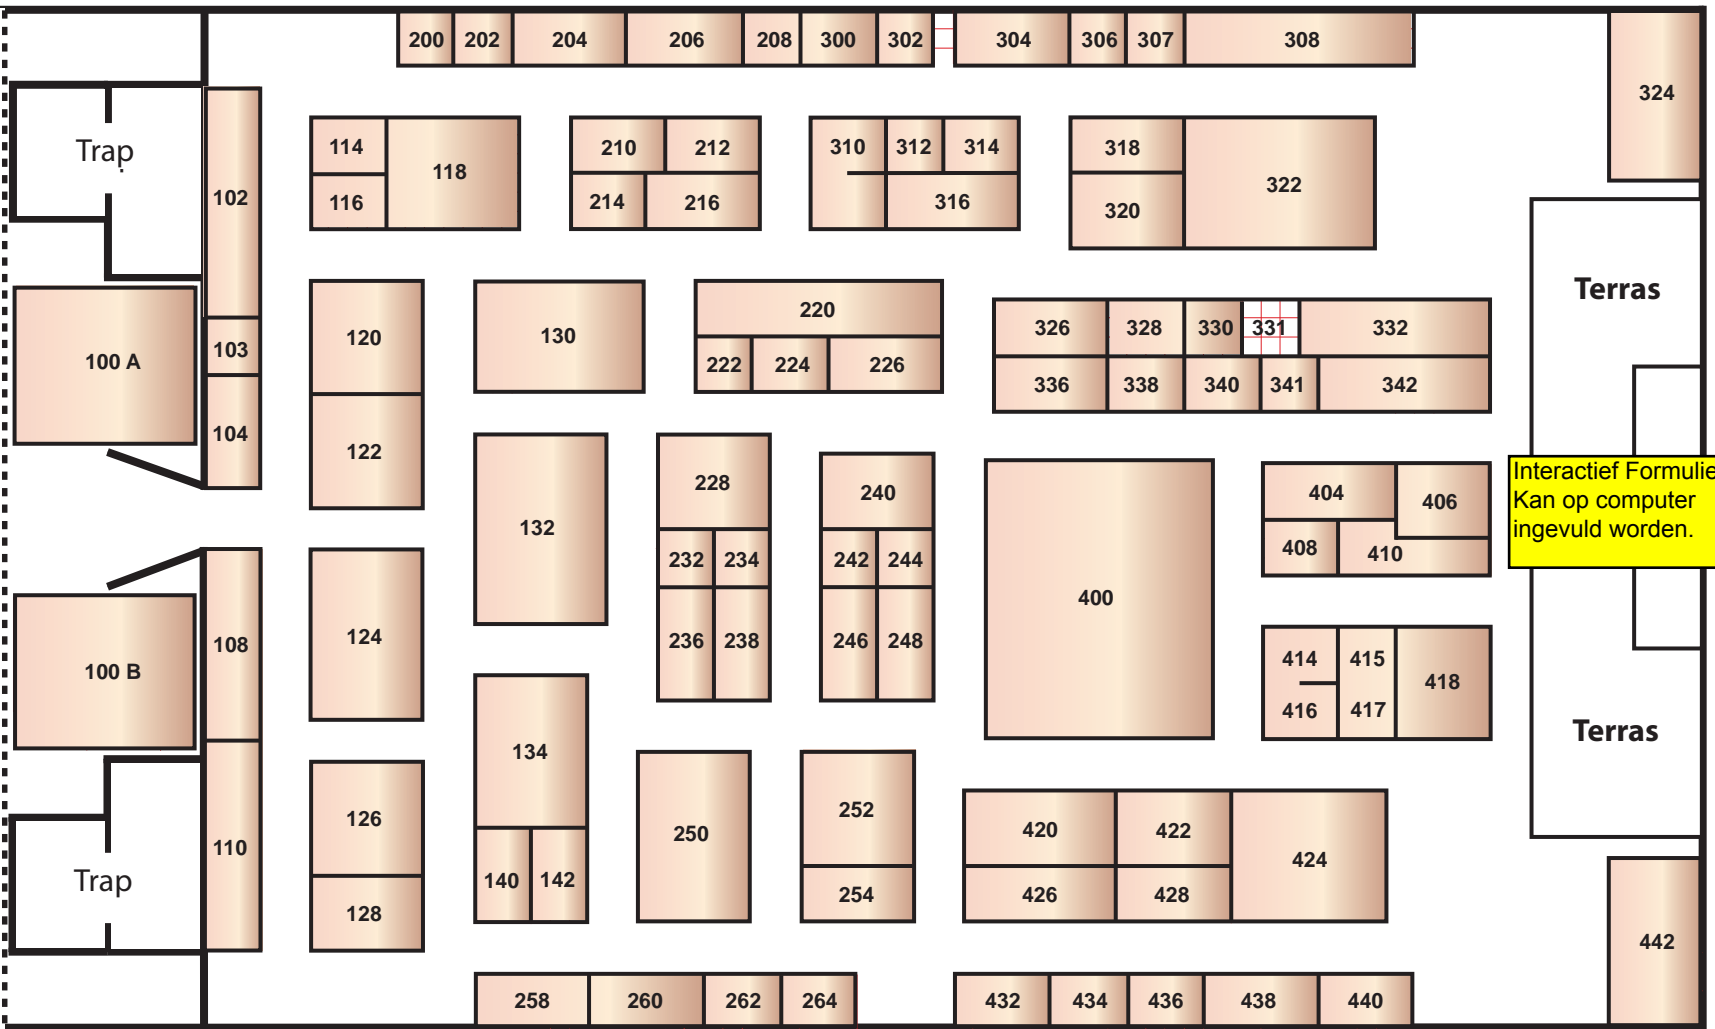 200 202 204 206 208 300 302 304 306 307 308
324
Trap
114 118 210 212 310 312 314 318 322
116 214 216 316 320
102
Terras
100 A
103
104
120 130 220 326 328 330 331 332
222 224 226 336 338 340 341 342
122
132 228 240 400 404 406
232 234 242 244 408 410
Interactief Formulie
Kan op computer
ingevuld worden.
108
100 B
124 236 238 246 248 414 415 418
416 417
134
Terras
110
126 250 252 420 422 424
Trap
140 142 254 426 428
128
442
258 260 262 264 432 434 436 438 440